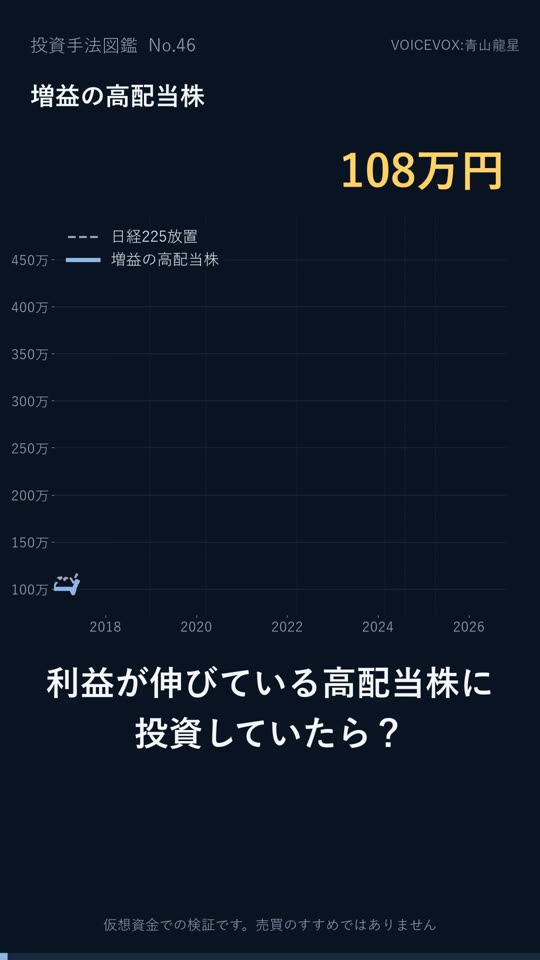 投資手法図鑑 No.46
VOICEVOX:青山龍星
増益の高配当株
108万円
日経225放置
増益の高配当株
450万
400万
350万
300万
250万
200万
150万
100万
2018 2020 2022 2024 2026
利益が伸びている高配当株に
投資していたら？
仮想資金での検証です。売買のすすめではありません